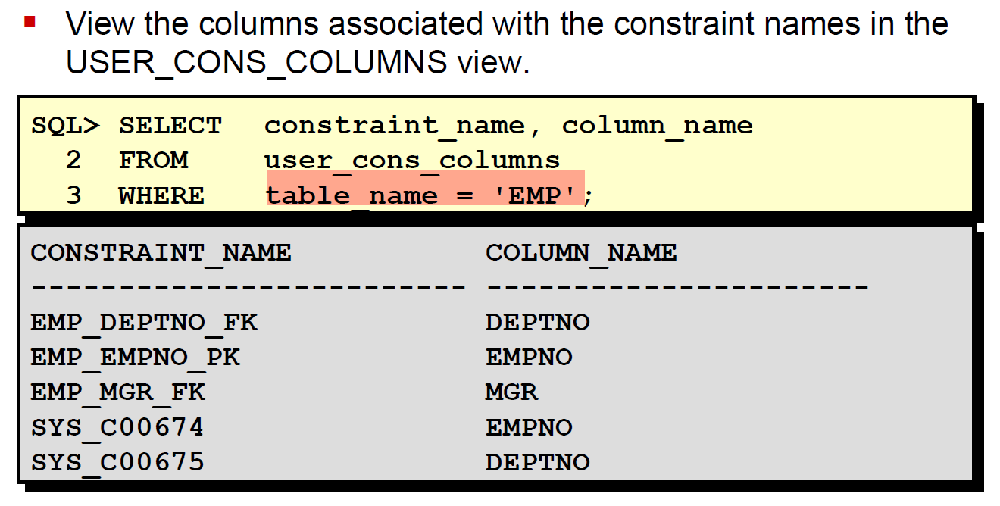 View the columns associated with the constraint names in the
USER_CONS_COLUMNS view.
SQL> SELECT constraint_name, column_name
2 FROM user_cons_columns
3 WHERE table_name = 'EMP';
CONSTRAINT_NAME COLUMN_NAME
------------------------- ----------------------
EMP_DEPTNO_FK DEPTNO
EMP_EMPNO_PK EMPNO
EMP_MGR_FK MGR
SYS_C00674 EMPNO
SYS_C00675 DEPTNO